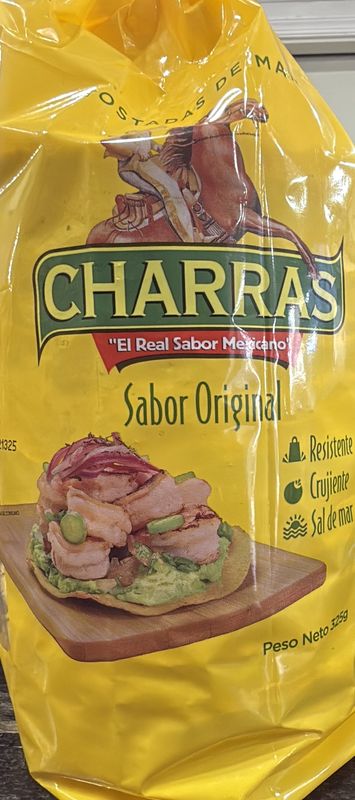 OSTADAS DE MA
CHARRAS
"El Real Sabor Mexicano"
Sabor Original
Resistente
Crujiente
Sal de mar
Peso Neto 325g